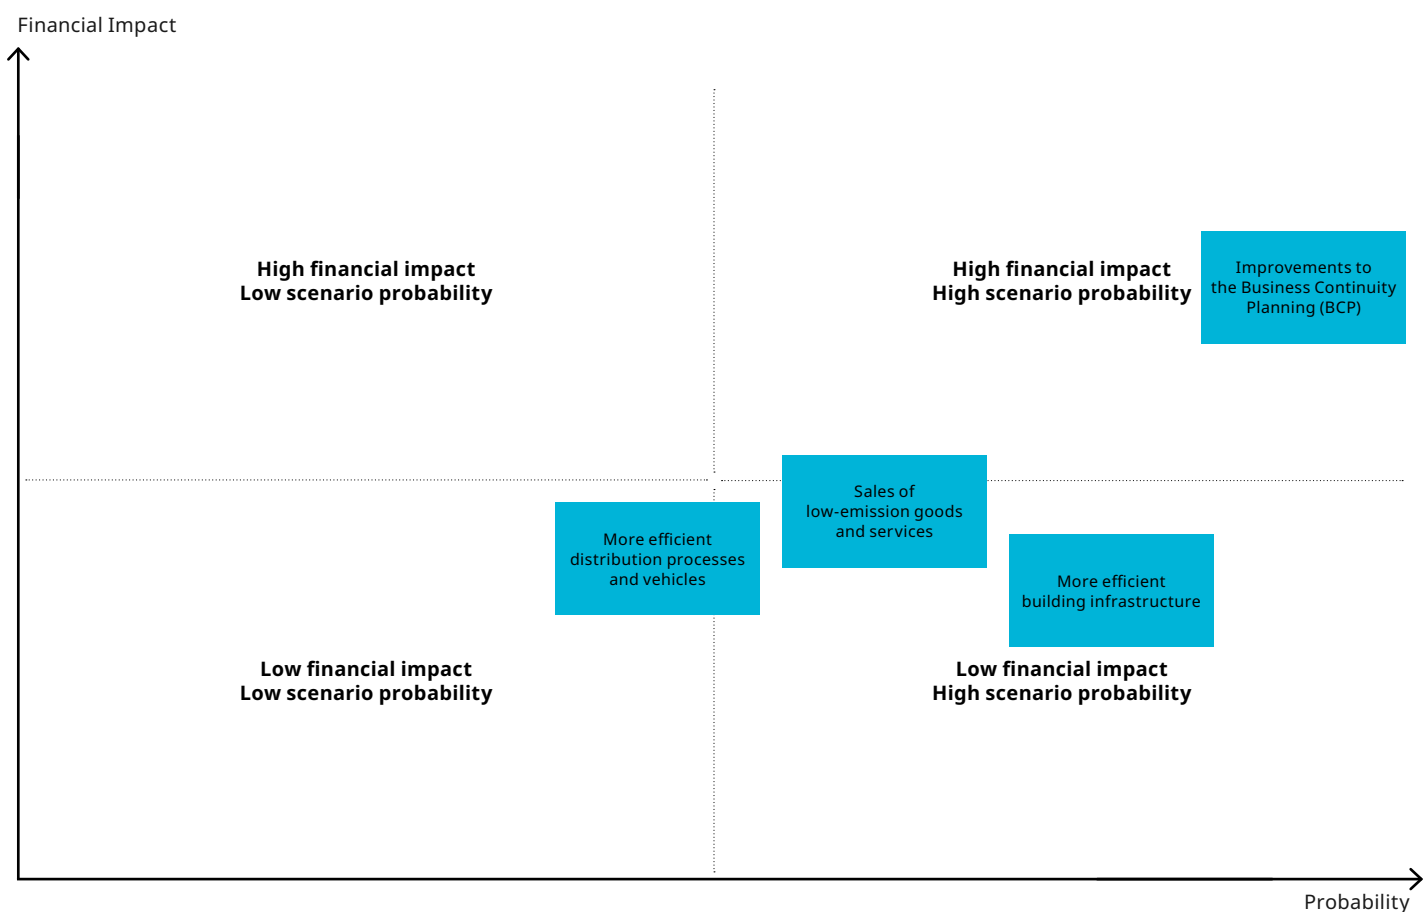 Financial Impact
High financial impact
Low scenario probability
High financial impact
High scenario probability
Improvements to
the Business Continuity
Planning (BCP)
Sales of
low-emission goods
and services
More efficient
distribution processes
and vehicles
More efficient
building infrastructure
Low financial impact
Low scenario probability
Low financial impact
High scenario probability
Probability